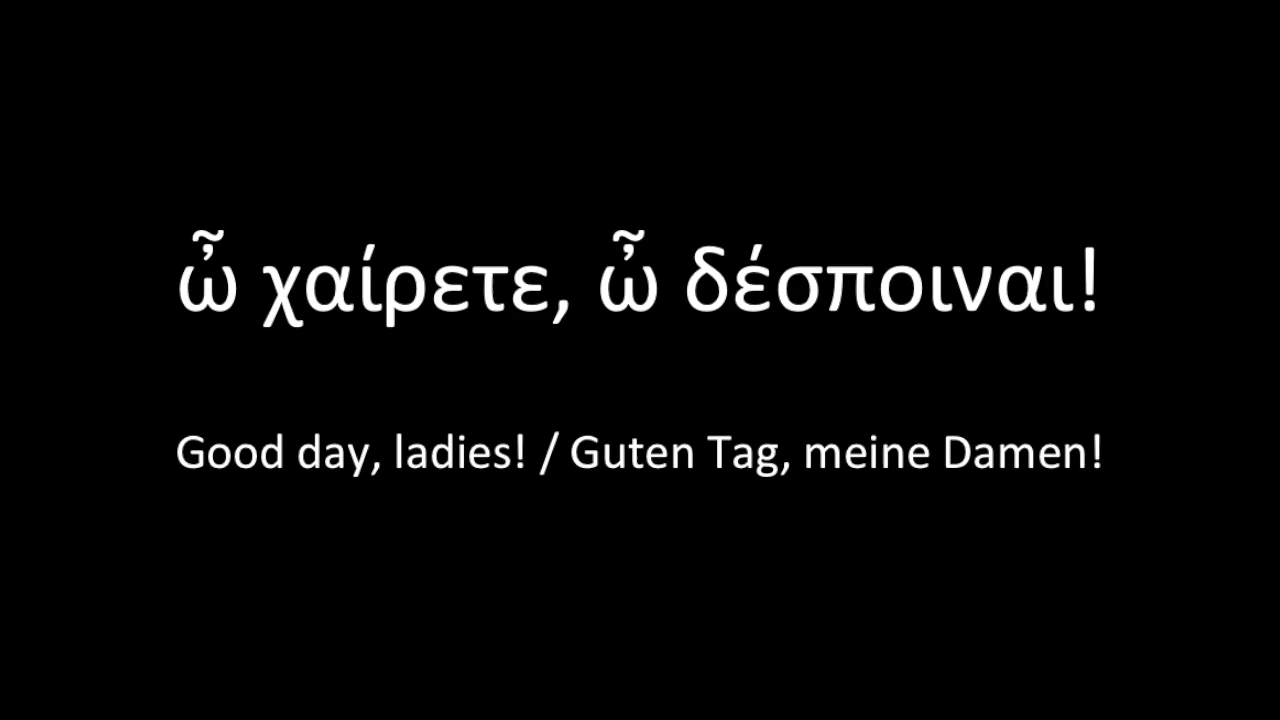 ὦ χαίρετε, ὦ δέσποιναι!
Good day, ladies! / Guten Tag, meine Damen!